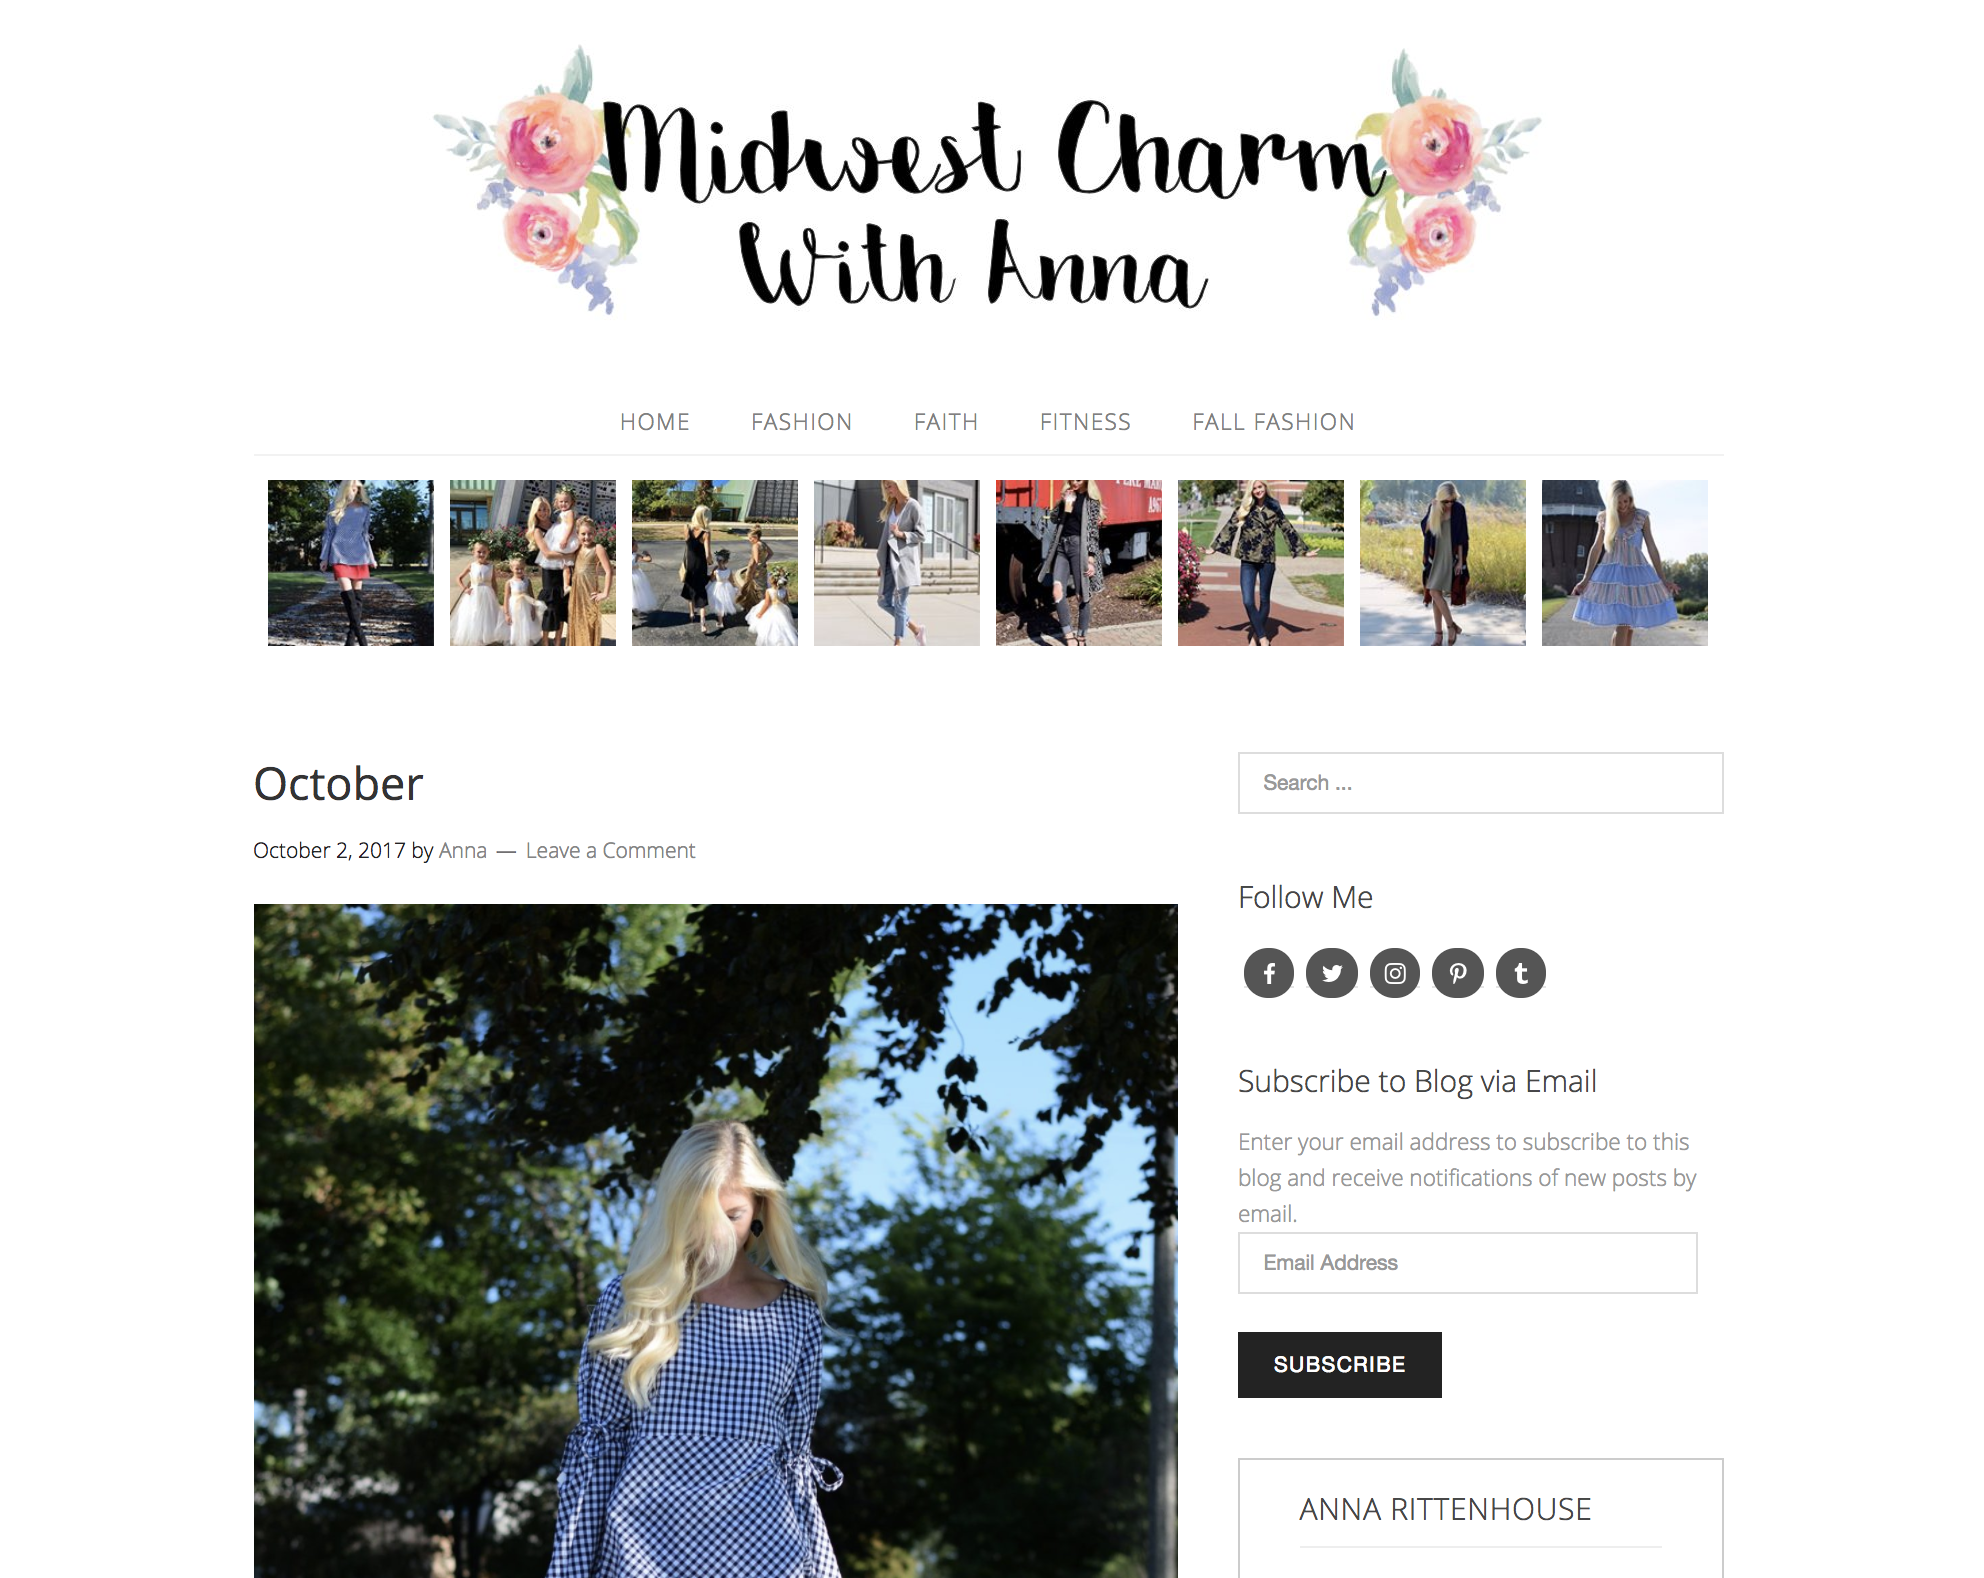 Midwest Charm
With Anna
HOME FASHION FAITH FITNESS FALL FASHION
October
October 2, 2017 by Anna — Leave a Comment
Search ...
Follow Me
Subscribe to Blog via Email
Enter your email address to subscribe to this
blog and receive notifications of new posts by
email.
Email Address
SUBSCRIBE
ANNA RITTENHOUSE